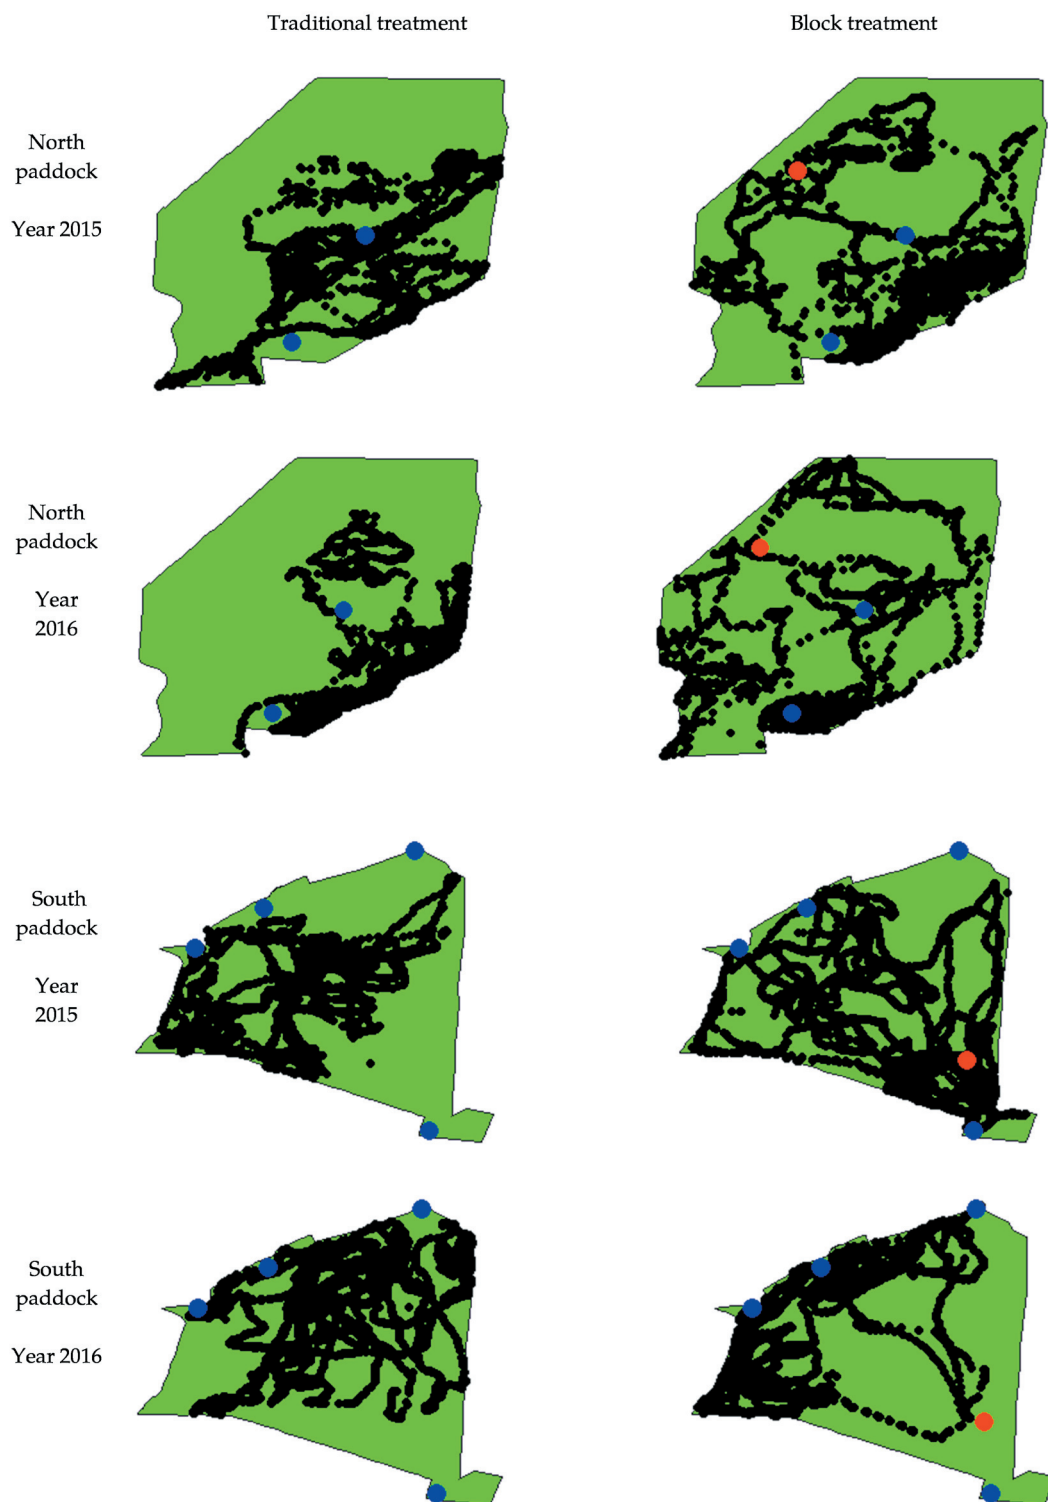 Traditional treatment
Block treatment
North
paddock
Year 2015
North
paddock
Year
2016
South
paddock
Year
2015
South
paddock
Year 2016